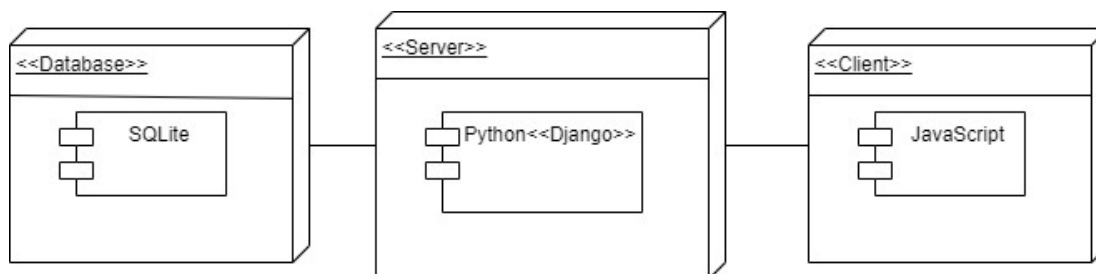 <<Database>>
SQLite
<<Server>>
Python<<Django>>
<<Client>>
JavaScript